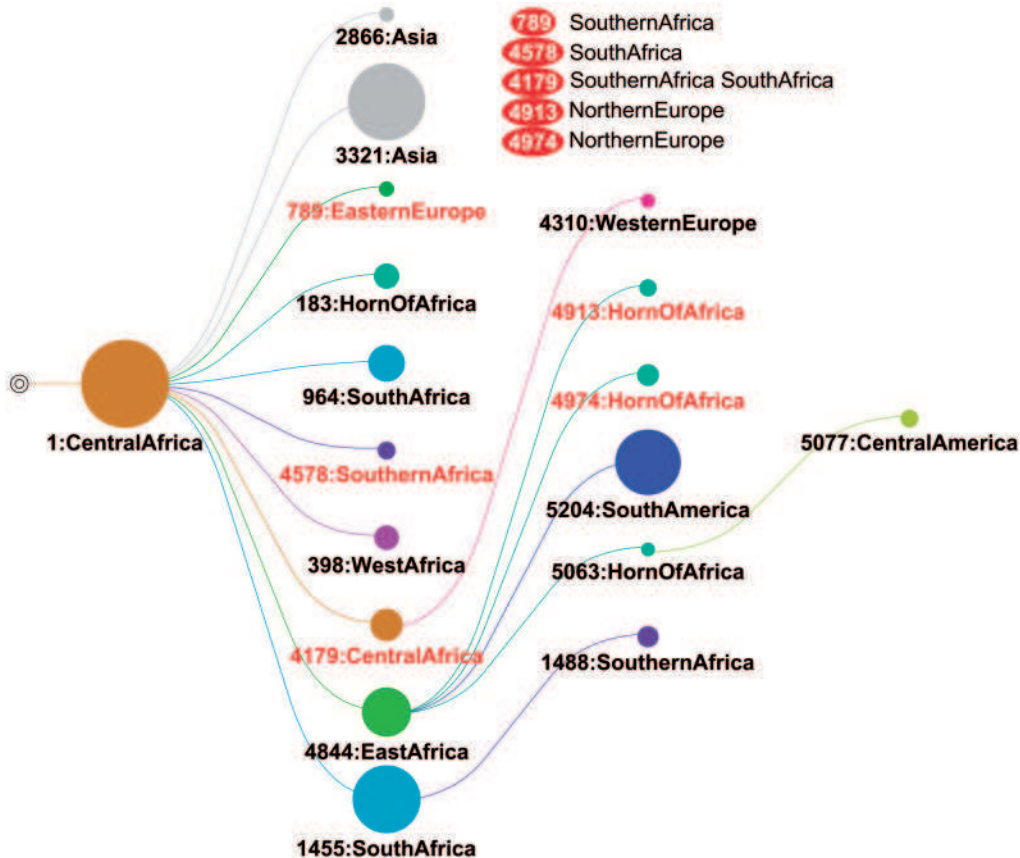 2866:Asia
3321:Asia
789:EasternEurope
183:HornOfAfrica
964:SouthAfrica
1:CentralAfrica
4578:SouthernAfrica
398:WestAfrica
4179:CentralAfrica
4844:EastAfrica
1455:SouthAfrica
789 SouthernAfrica
4578 SouthAfrica
4179 SouthernAfrica SouthAfrica
4913 NorthernEurope
4974 NorthernEurope
4310:WesternEurope
4913:HornOfAfrica
4974:HornOfAfrica
5204:SouthAmerica
5063:HornOfAfrica
1488:SouthernAfrica
5077:CentralAmerica